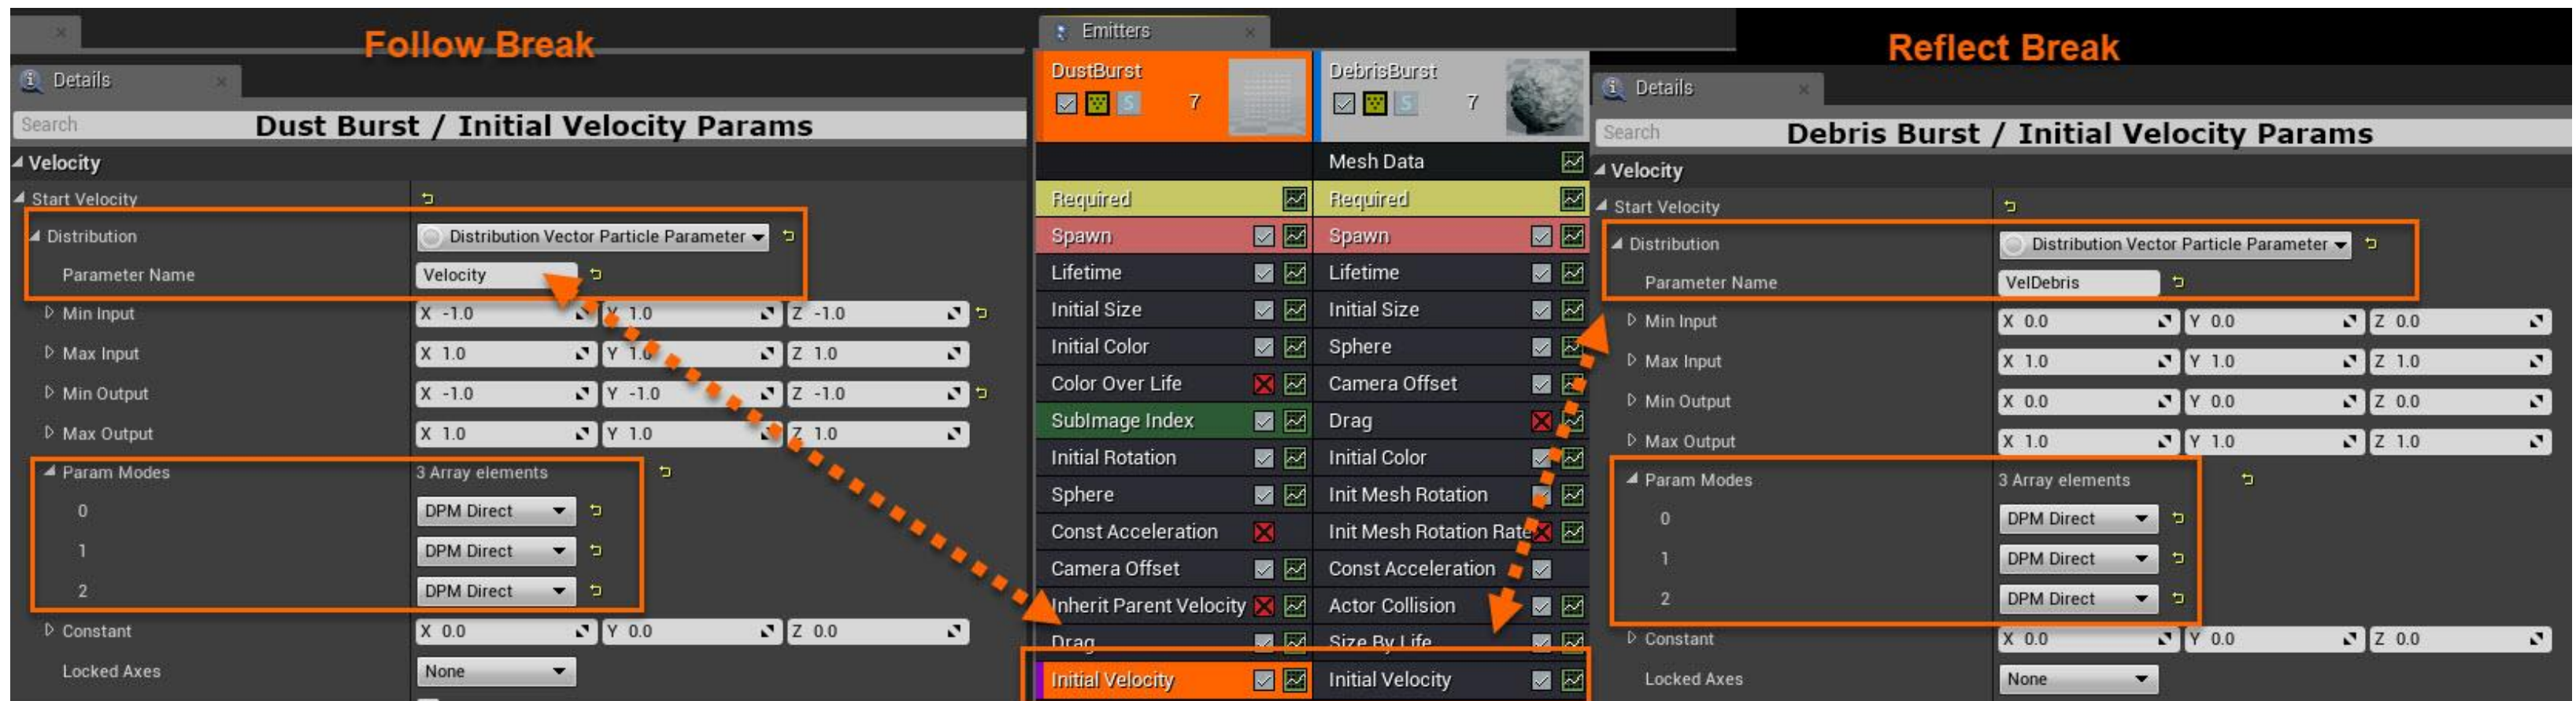 Follow Break
Details
Search
Dust Burst / Initial Velocity Params
Velocity
Start Velocity
Distribution
Distribution Vector Particle Parameter
Parameter Name
Velocity
Min Input
X -1.0
Y 1.0
Z -1.0
Max Input
X 1.0
Y 1.0
Z 1.0
Min Output
X -1.0
Y -1.0
Z -1.0
Max Output
X 1.0
Y 1.0
Z 1.0
Param Modes
3 Array elements
0
DPM Direct
1
DPM Direct
2
DPM Direct
Constant
X 0.0
Y 0.0
Z 0.0
Locked Axes
None
Emitters
DustBurst
S
7
Required
Spawn
Lifetime
Initial Size
Initial Color
Color Over Life
SubImage Index
Initial Rotation
Sphere
Const Acceleration
Camera Offset
Inherit Parent Velocity
Drag
Initial Velocity
DebrisBurst
S
7
Mesh Data
Required
Spawn
Lifetime
Initial Size
Sphere
Camera Offset
Drag
Initial Color
Init Mesh Rotation
Init Mesh Rotation Rate
Const Acceleration
Actor Collision
Size By Life
Initial Velocity
Reflect Break
Details
Search
Debris Burst / Initial Velocity Params
Velocity
Start Velocity
Distribution
Distribution Vector Particle Parameter
Parameter Name
VelDebris
Min Input
X 0.0
Y 0.0
Z 0.0
Max Input
X 1.0
Y 1.0
Z 1.0
Min Output
X 0.0
Y 0.0
Z 0.0
Max Output
X 1.0
Y 1.0
Z 1.0
Param Modes
3 Array elements
0
DPM Direct
1
DPM Direct
2
DPM Direct
Constant
X 0.0
Y 0.0
Z 0.0
Locked Axes
None